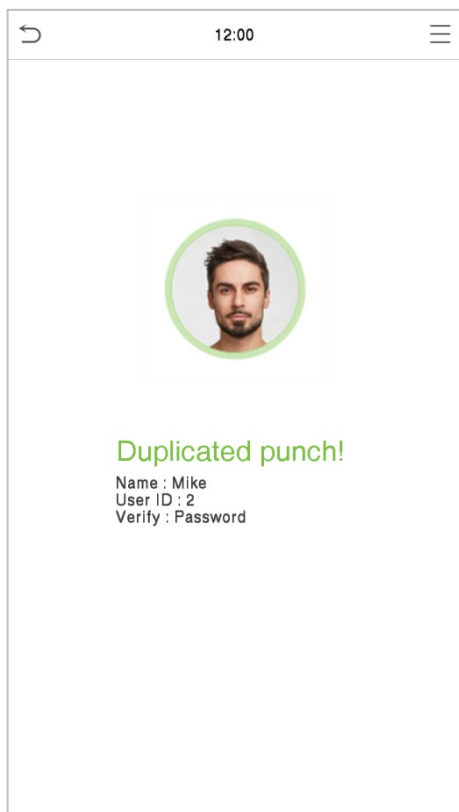 12:00
Duplicated punch!
Name : Mike
User ID : 2
Verify : Password